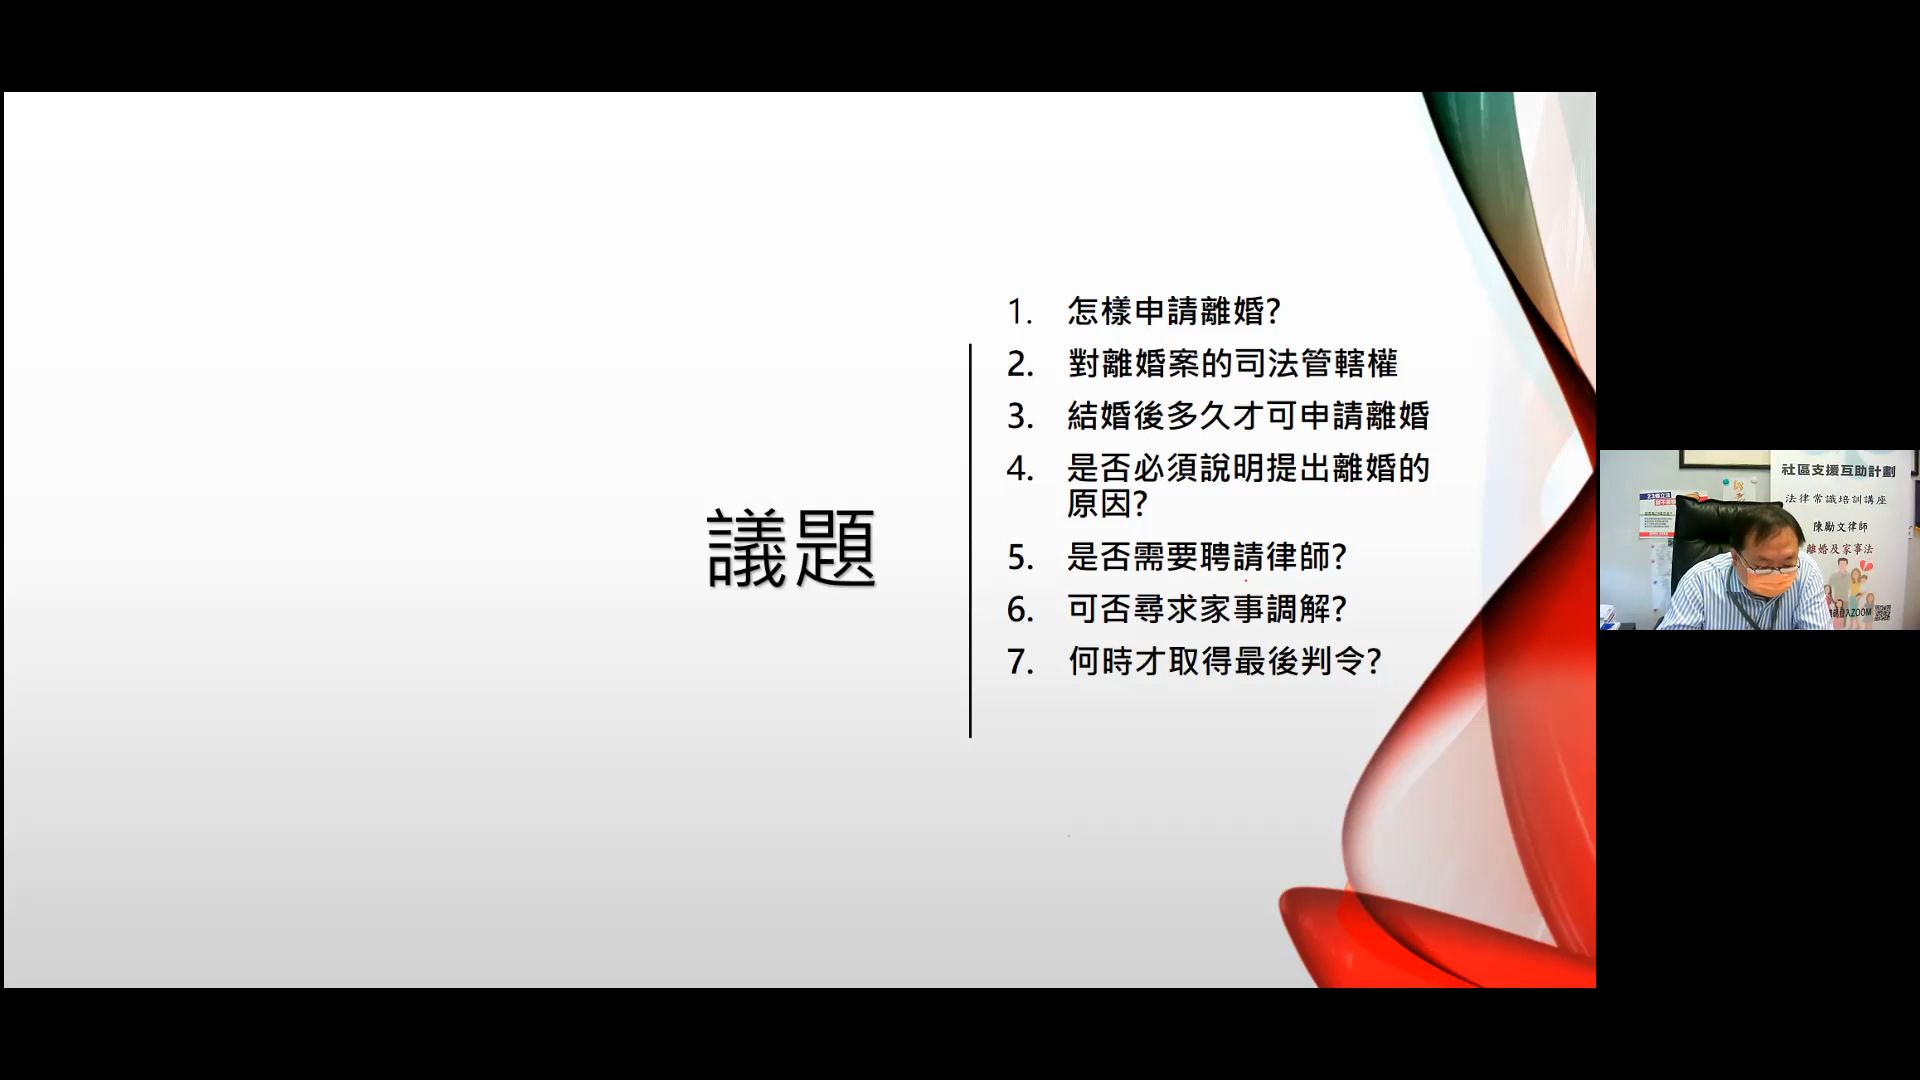 議題
1. 怎樣申請離婚?
2. 對離婚案的司法管轄權
3. 結婚後多久才可申請離婚
4. 是否必須說明提出離婚的
原因?
5. 是否需要聘請律師?
6. 可否尋求家事調解?
7. 何時才取得最後判令?
社區支援互助計劃
法律常識培訓講座
陳勵文律師
離婚及家事法
ZOOM